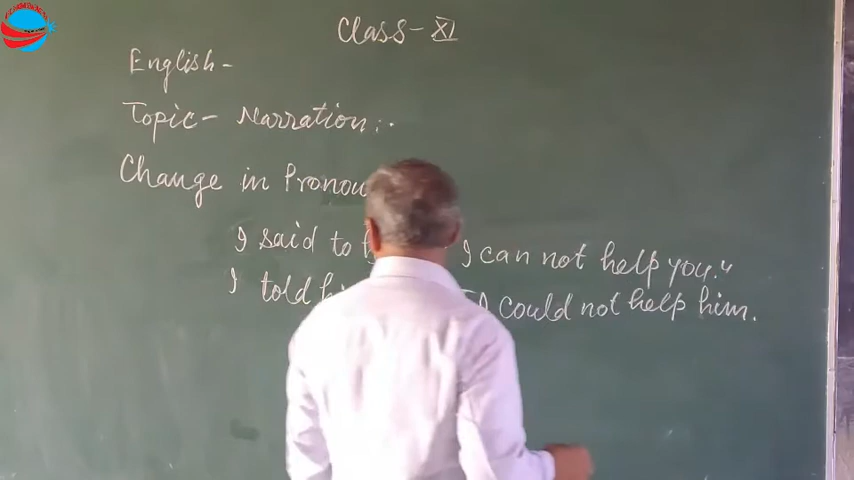 Class - XI
English -
Topic - Narration :-
Change in Pronou
I said to I can not help you."
I told I could not help him.